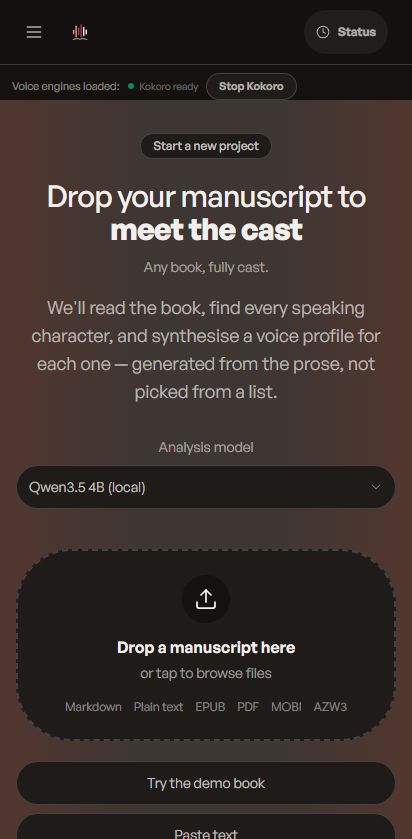 Status
Voice engines loaded: Kokoro ready Stop Kokoro
Start a new project
Drop your manuscript to
meet the cast
Any book, fully cast.
We'll read the book, find every speaking
character, and synthesise a voice profile for
each one — generated from the prose, not
picked from a list.
Analysis model
Qwen3.5 4B (local)
Drop a manuscript here
or tap to browse files
Markdown Plain text EPUB PDF MOBI AZW3
Try the demo book
Paste text